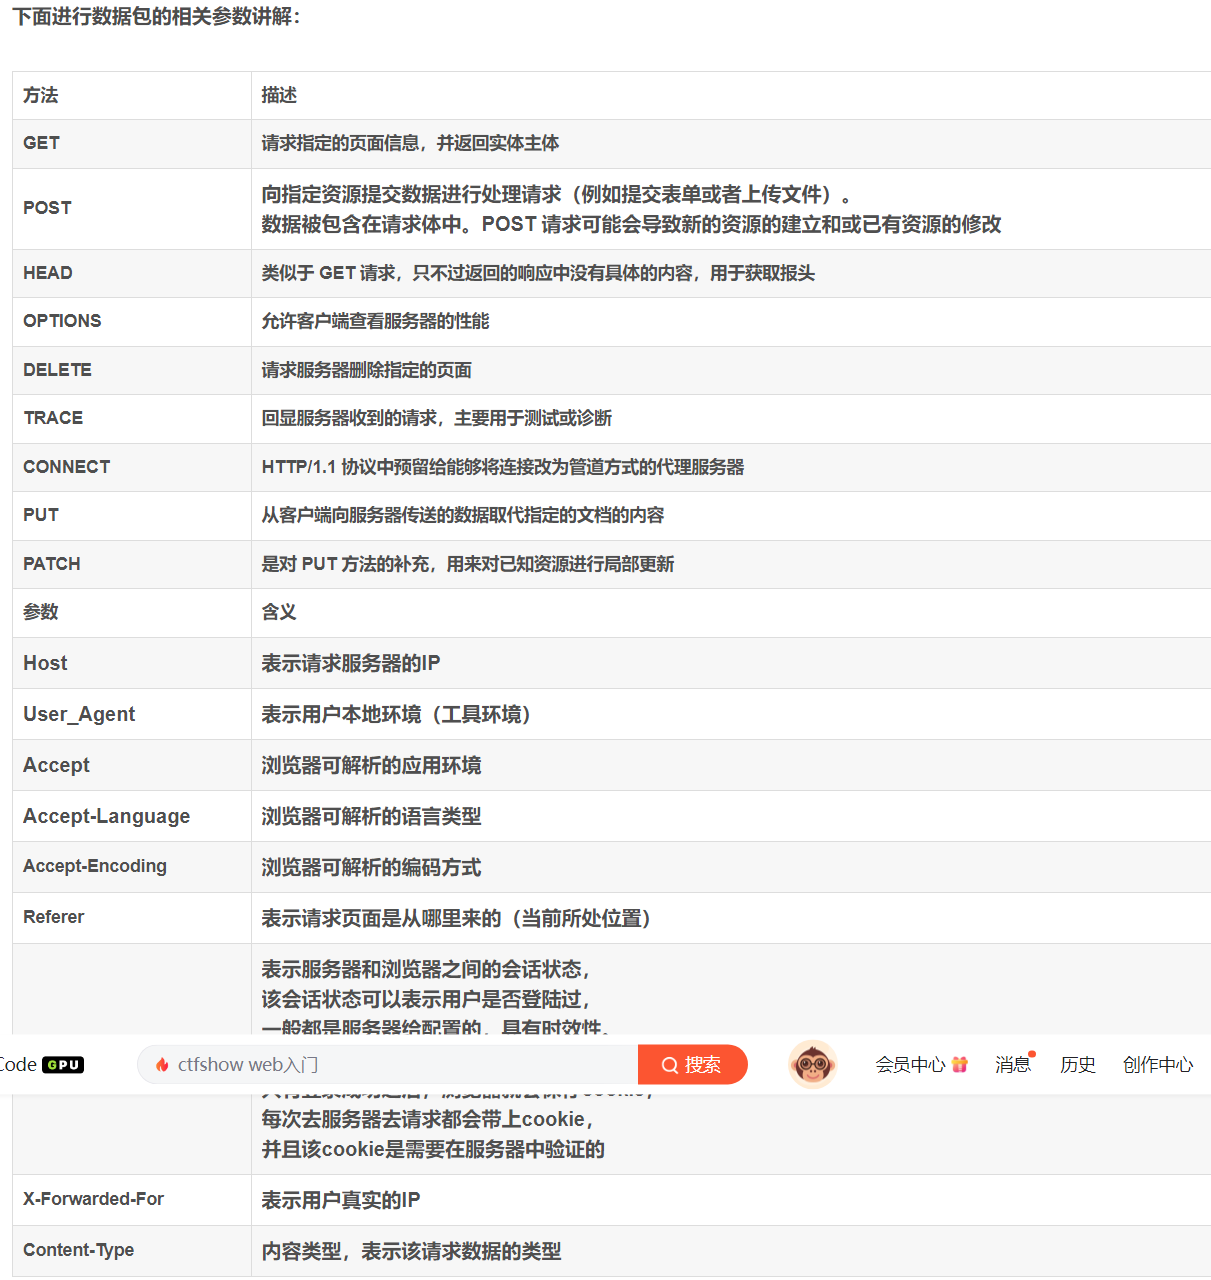 下面进行数据包的相关参数讲解：
方法 描述
GET 请求指定的页面信息，并返回实体主体
POST 向指定资源提交数据进行处理请求（例如提交表单或者上传文件）。
数据被包含在请求体中。POST 请求可能会导致新的资源的建立和或已有资源的修改
HEAD 类似于 GET 请求，只不过返回的响应中没有具体的内容，用于获取报头
OPTIONS 允许客户端查看服务器的性能
DELETE 请求服务器删除指定的页面
TRACE 回显服务器收到的请求，主要用于测试或诊断
CONNECT HTTP/1.1 协议中预留给能够将连接改为管道方式的代理服务器
PUT 从客户端向服务器传送的数据取代指定的文档的内容
PATCH 是对 PUT 方法的补充，用来对已知资源进行局部更新
参数 含义
Host 表示请求服务器的IP
User_Agent 表示用户本地环境（工具环境）
Accept 浏览器可解析的应用环境
Accept-Language 浏览器可解析的语言类型
Accept-Encoding 浏览器可解析的编码方式
Referer 表示请求页面是从哪里来的（当前所处位置）
表示服务器和浏览器之间的会话状态，
该会话状态可以表示用户是否登陆过，
一般都是服务器给配置的，具有时效性。
Code GPU ctfshow web入门 搜索 会员中心 消息 历史 创作中心
每次去服务器去请求都会带上cookie，
并且该cookie是需要在服务器中验证的
X-Forwarded-For 表示用户真实的IP
Content-Type 内容类型，表示该请求数据的类型